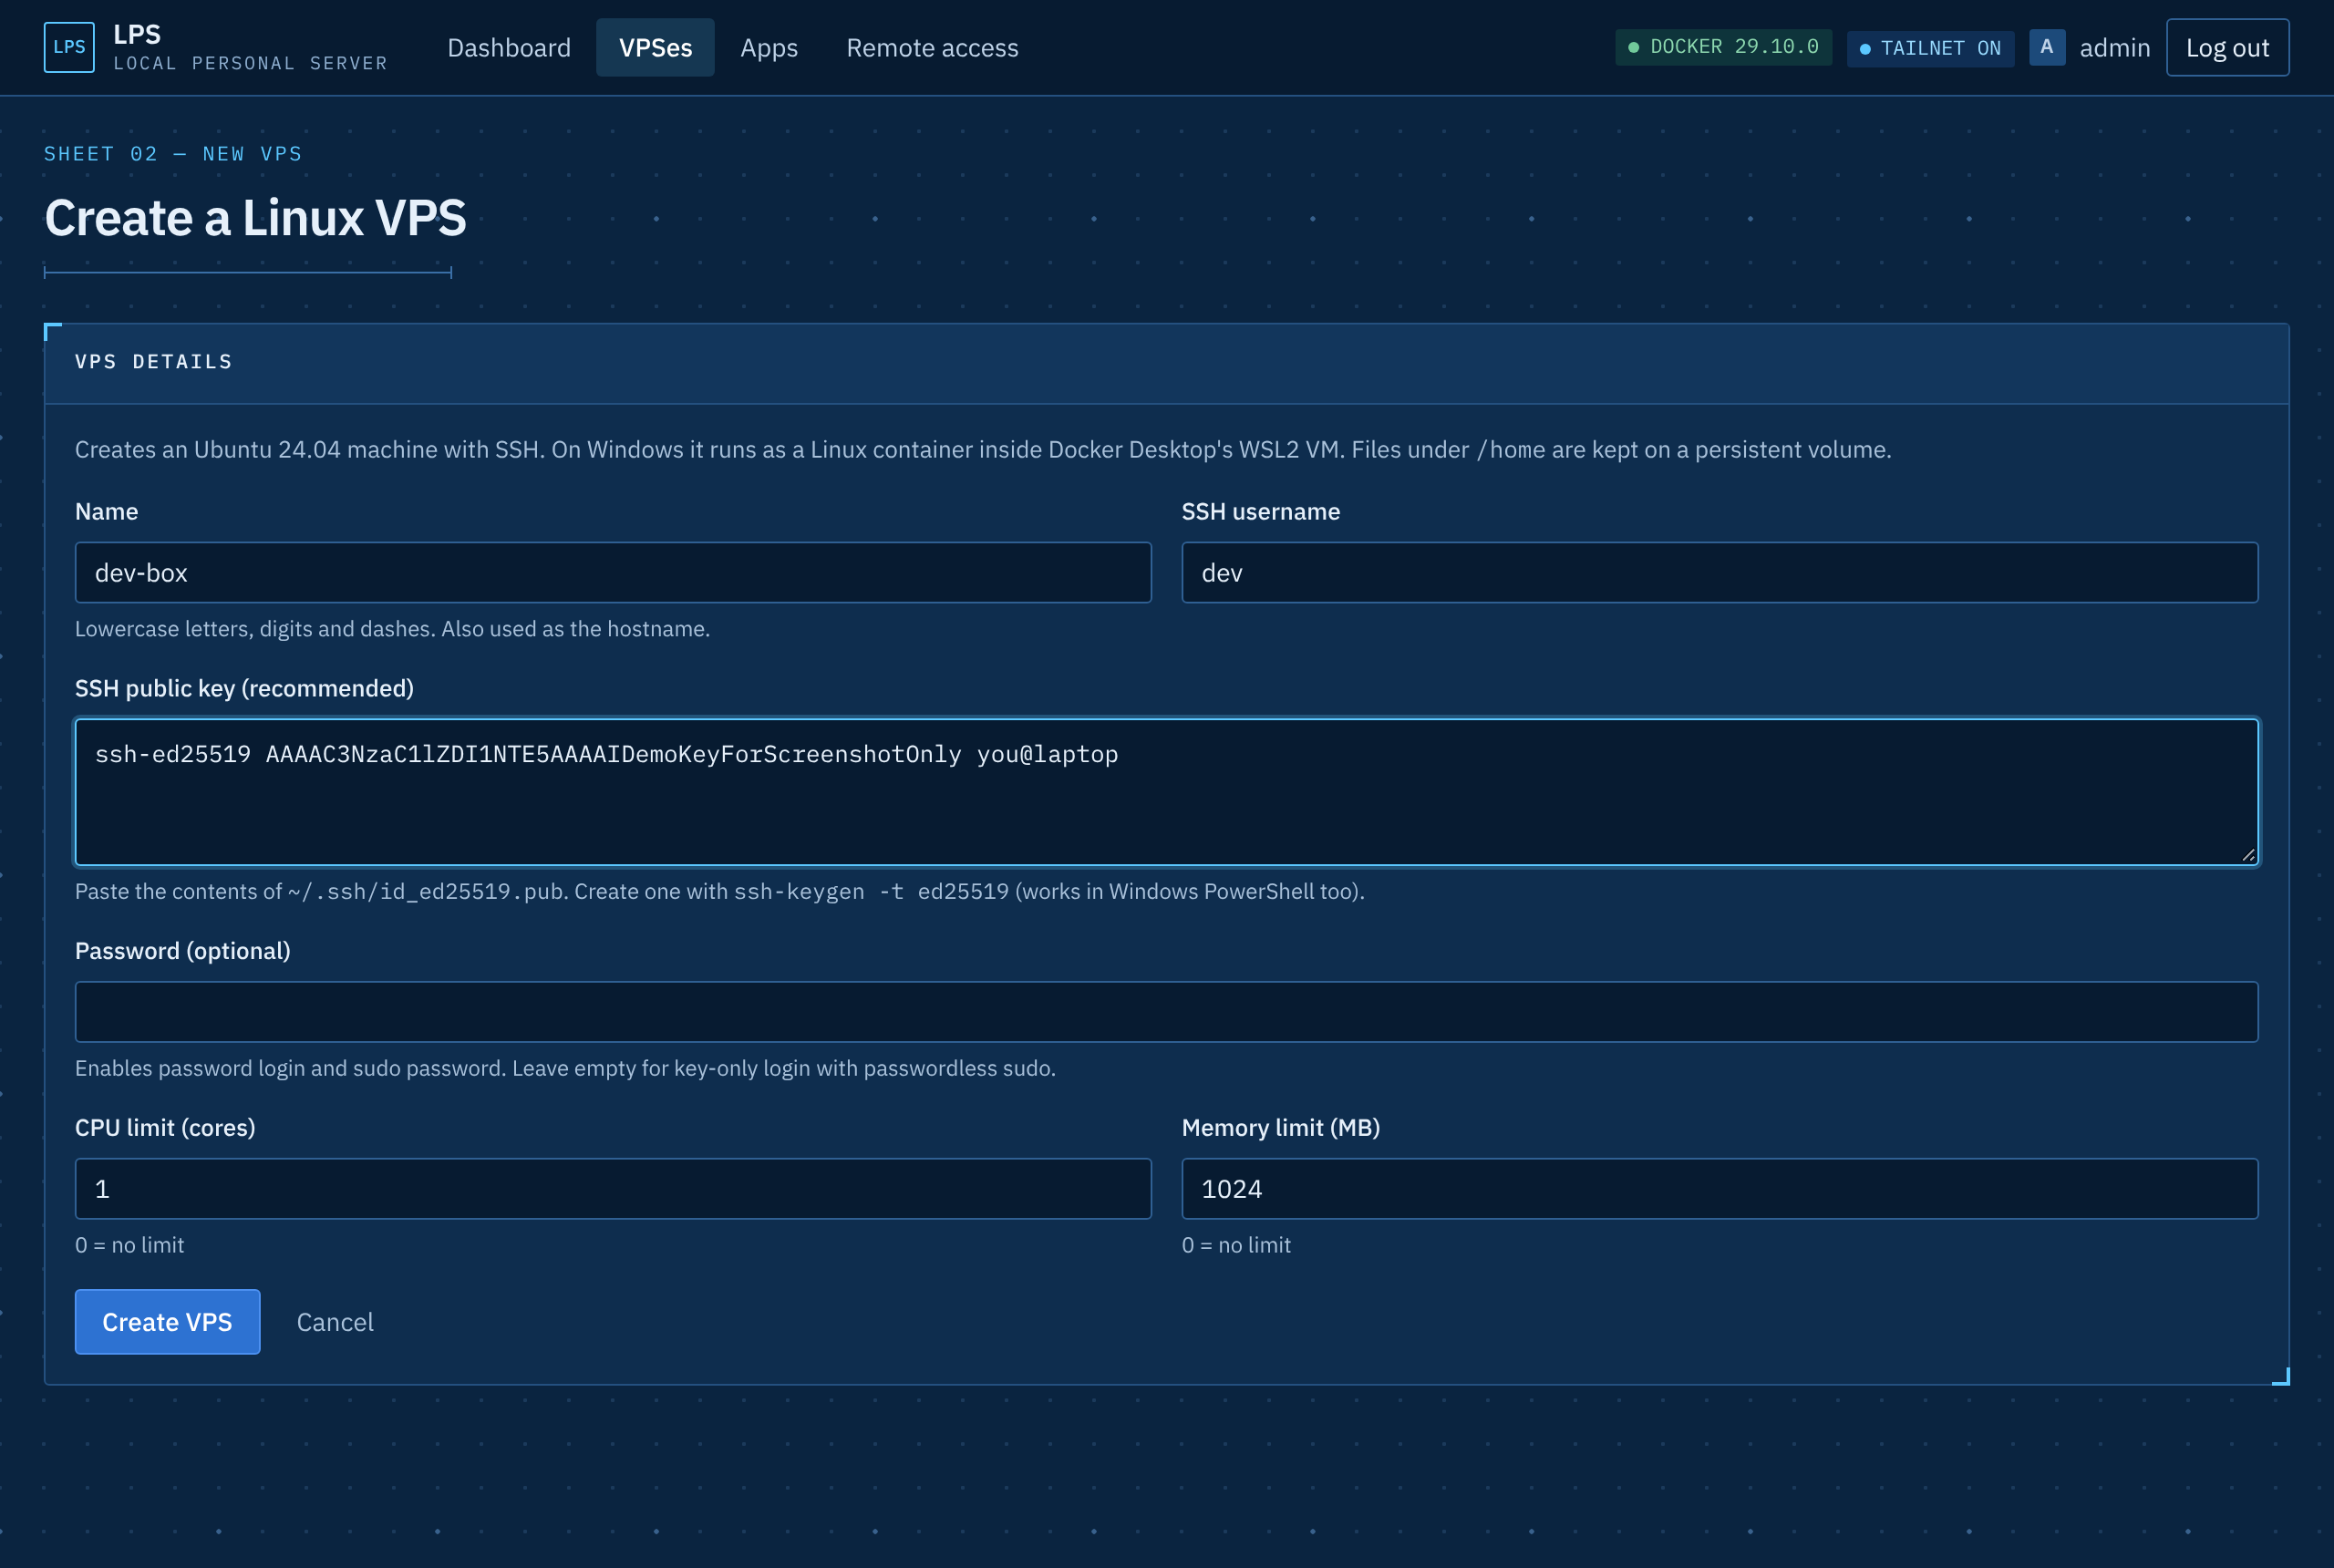 LPS
LPS
LOCAL PERSONAL SERVER
Dashboard
VPSes
Apps
Remote access
DOCKER 29.10.0
TAILNET ON
A
admin
Log out
SHEET 02 — NEW VPS
Create a Linux VPS
VPS DETAILS
Creates an Ubuntu 24.04 machine with SSH. On Windows it runs as a Linux container inside Docker Desktop's WSL2 VM. Files under /home are kept on a persistent volume.
Name
SSH username
dev-box
dev
Lowercase letters, digits and dashes. Also used as the hostname.
SSH public key (recommended)
ssh-ed25519 AAAAC3NzaC1lZDI1NTE5AAAAIDemoKeyForScreenshotOnly you@laptop
Paste the contents of ~/.ssh/id_ed25519.pub. Create one with ssh-keygen -t ed25519 (works in Windows PowerShell too).
Password (optional)
Enables password login and sudo password. Leave empty for key-only login with passwordless sudo.
CPU limit (cores)
Memory limit (MB)
1
1024
0 = no limit
0 = no limit
Create VPS
Cancel